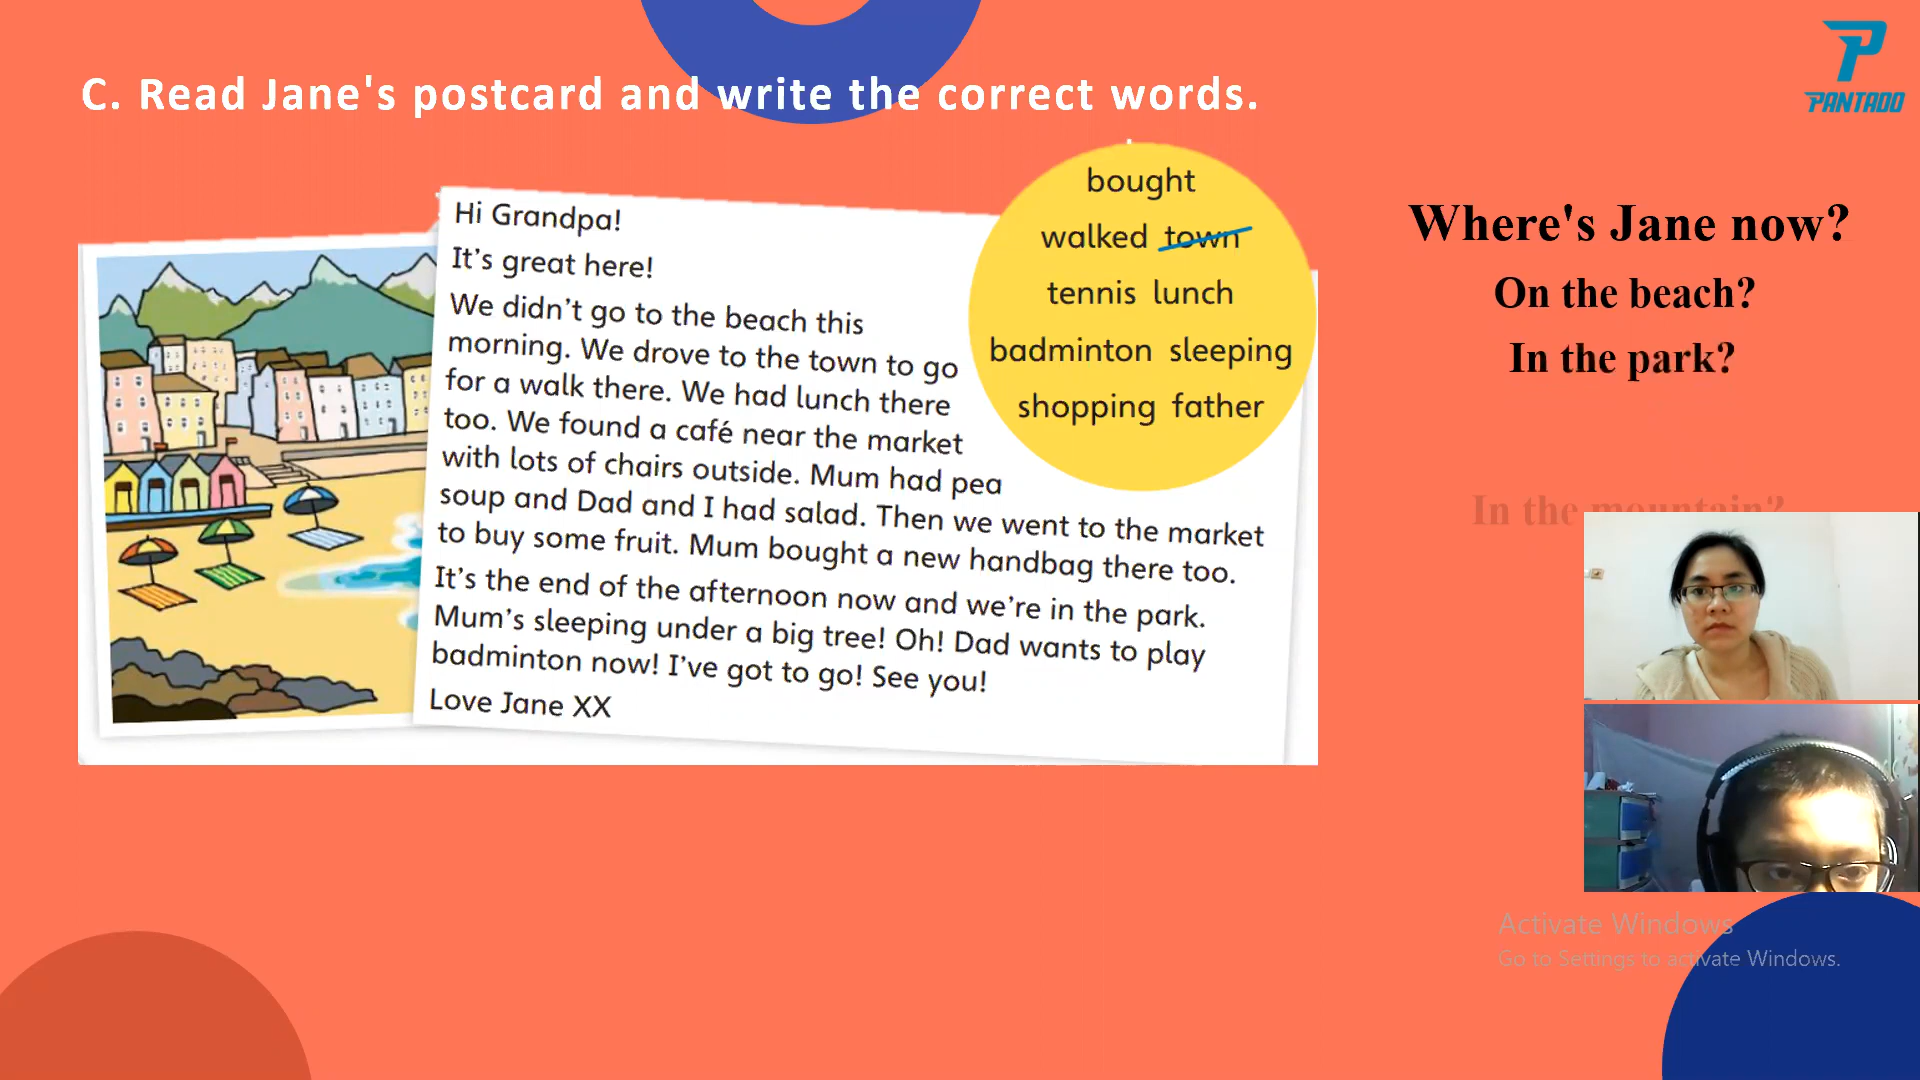 C. Read Jane's postcard and write the correct words.
PANTADO
Hi Grandpa!
It's great here!
We didn't go to the beach this
morning. We drove to the town to go
for a walk there. We had lunch there
too. We found a café near the market
with lots of chairs outside. Mum had pea
soup and Dad and I had salad. Then we went to the market
to buy some fruit. Mum bought a new handbag there too.
It's the end of the afternoon now and we're in the park.
Mum's sleeping under a big tree! Oh! Dad wants to play
badminton now! I've got to go! See you!
Love Jane XX
bought
walked town
tennis lunch
badminton sleeping
shopping father
Where's Jane now?
On the beach?
In the park?
In the mountain?
Activate Windows
Go to Settings to activate Windows.